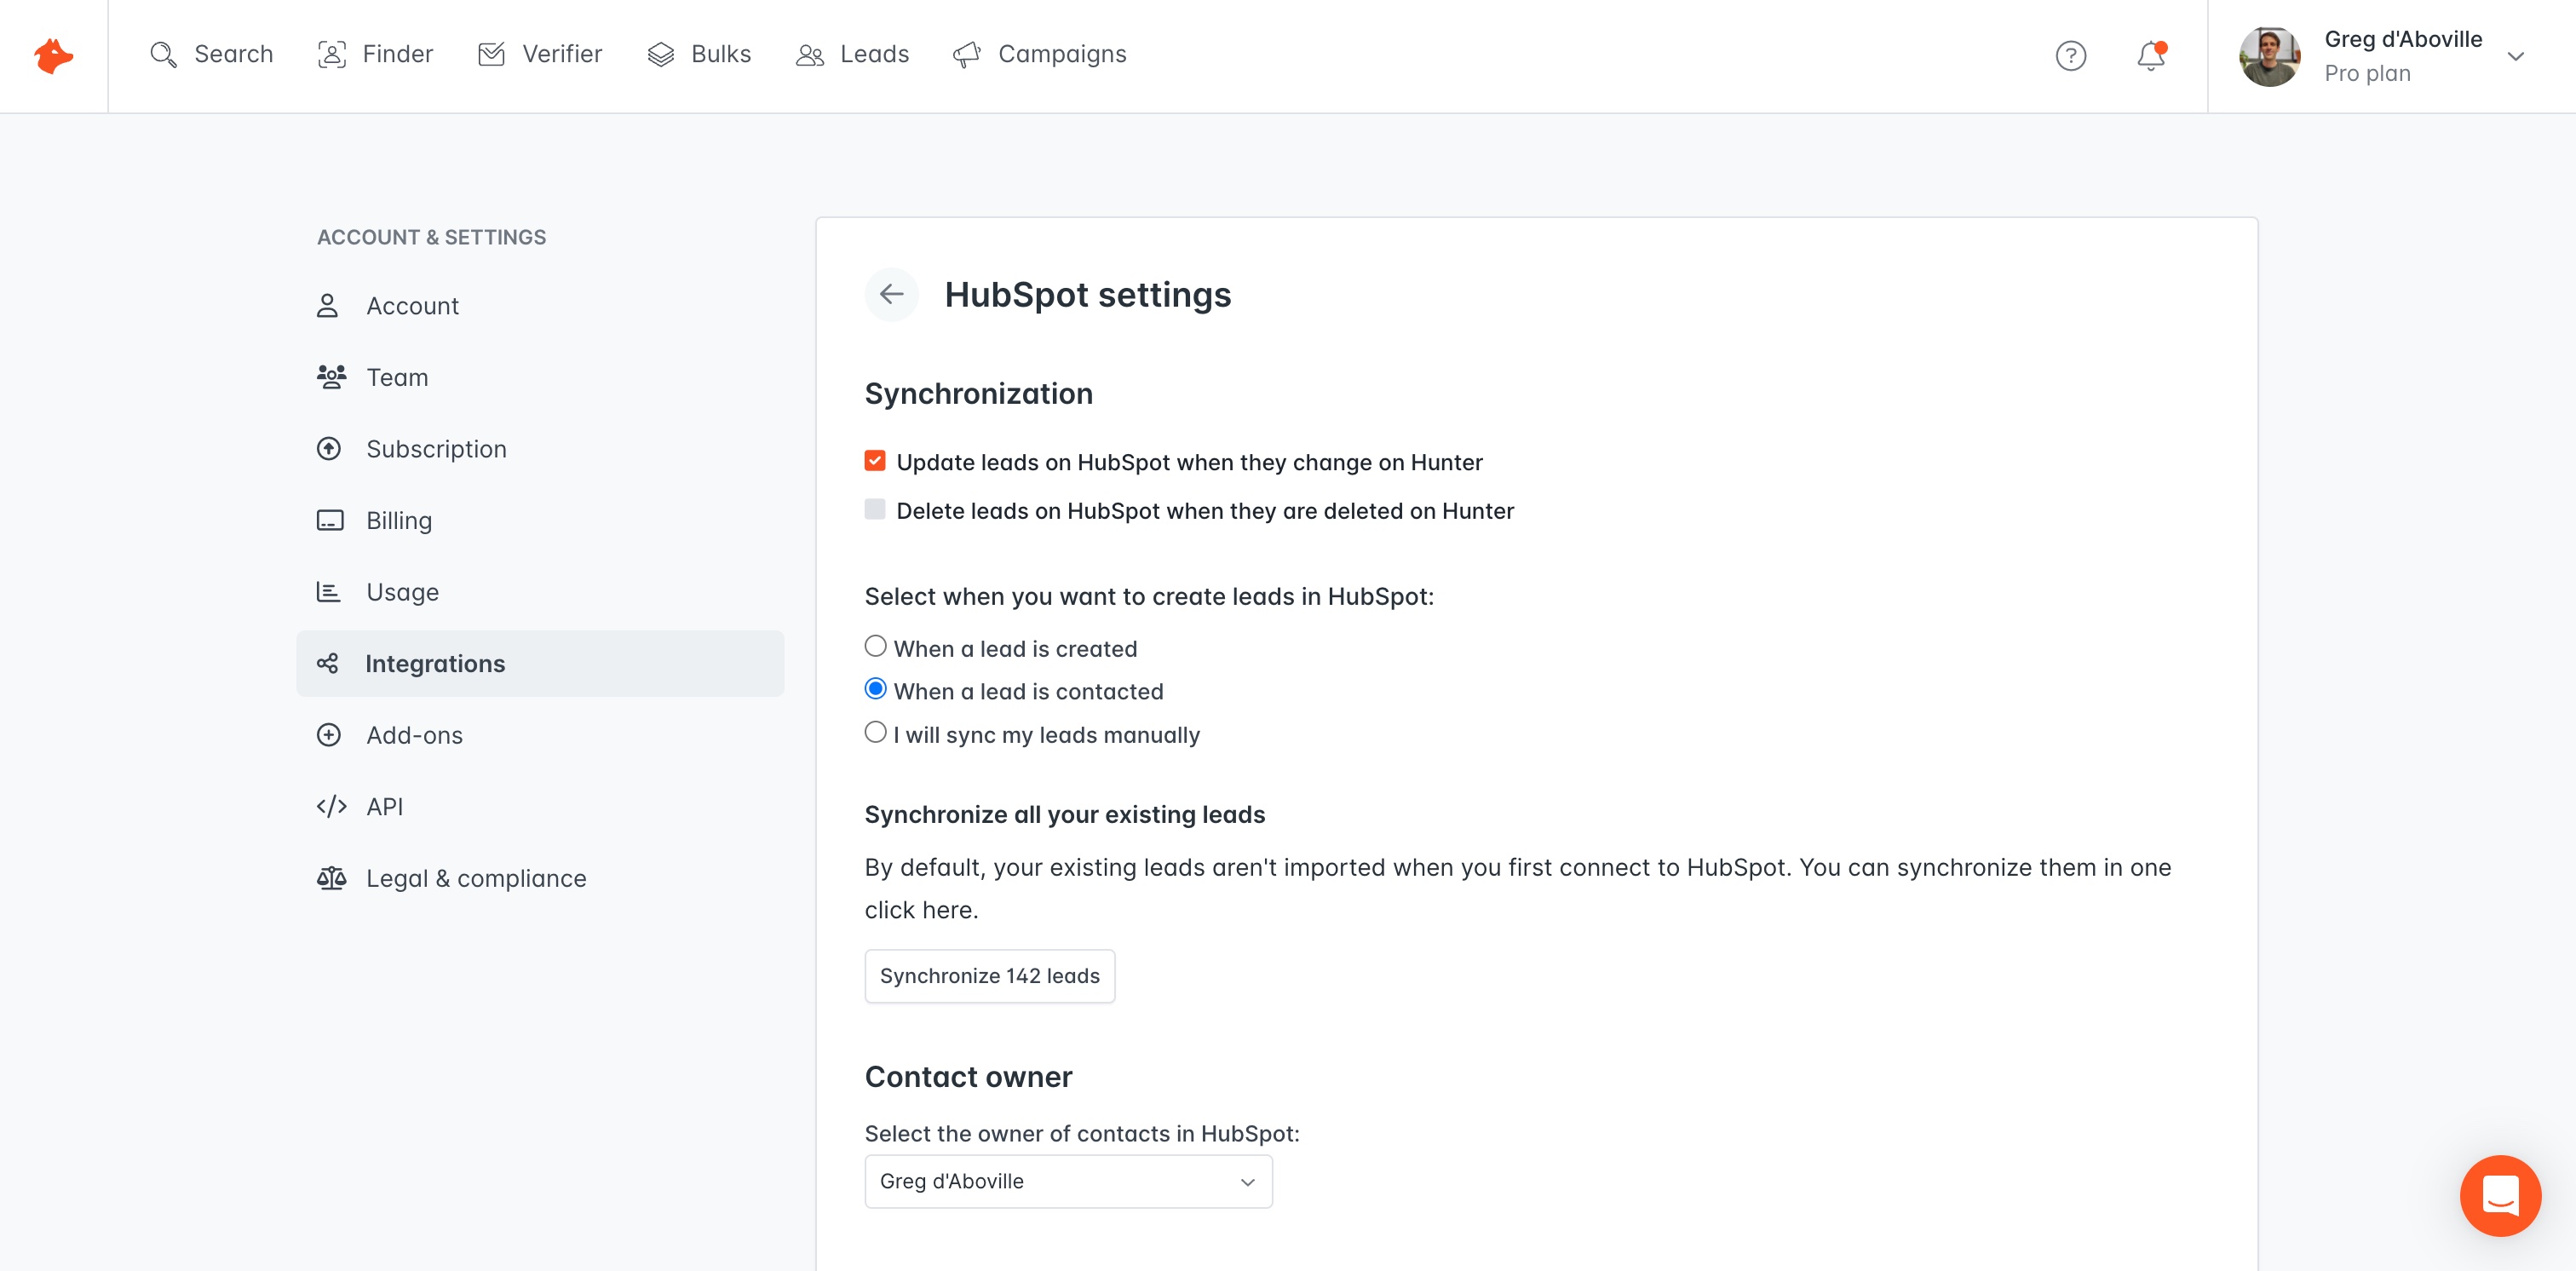 Search
Finder
Verifier
Bulks
Leads
Campaigns
?
Greg d'Aboville
Pro plan
ACCOUNT & SETTINGS
Account
Team
Subscription
Billing
Usage
Integrations
Add-ons
API
Legal & compliance
HubSpot settings
Synchronization
Update leads on HubSpot when they change on Hunter
Delete leads on HubSpot when they are deleted on Hunter
Select when you want to create leads in HubSpot:
When a lead is created
When a lead is contacted
I will sync my leads manually
Synchronize all your existing leads
By default, your existing leads aren't imported when you first connect to HubSpot. You can synchronize them in one
click here.
Synchronize 142 leads
Contact owner
Select the owner of contacts in HubSpot:
Greg d'Aboville